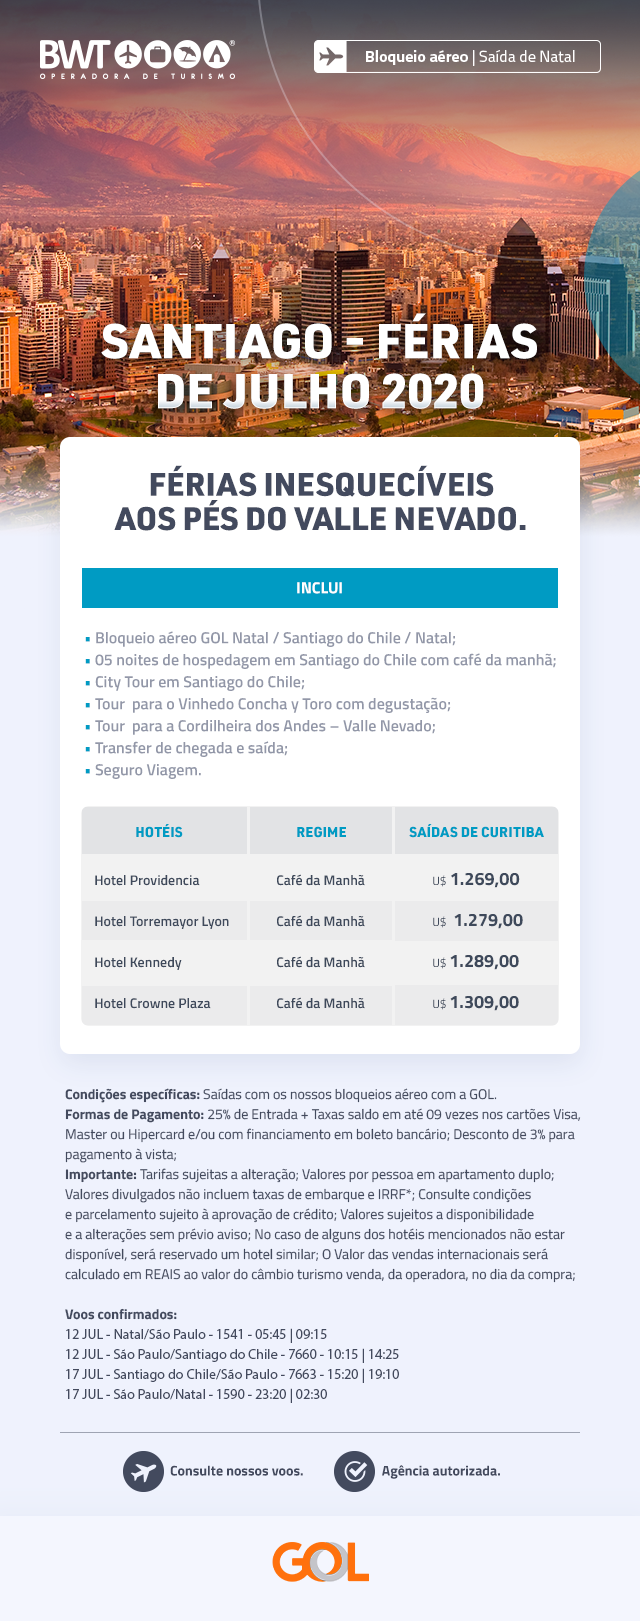 BWT
OPERADORA DE TURISMO
Bloqueio aéreo | Saída de Natal
SANTIAGO - FÉRIAS
DE JULHO 2020
FÉRIAS INESQUECÍVEIS
AOS PÉS DO VALLE NEVADO.
INCLUI
▪ Bloqueio aéreo GOL Natal / Santiago do Chile / Natal;
▪ 05 noites de hospedagem em Santiago do Chile com café da manhã;
▪ City Tour em Santiago do Chile;
▪ Tour para o Vinhedo Concha y Toro com degustação;
▪ Tour para a Cordilheira dos Andes – Valle Nevado;
▪ Transfer de chegada e saída;
▪ Seguro Viagem.
HOTÉIS REGIME SAÍDAS DE CURITIBA
Hotel Providencia Café da Manhã U$ 1.269,00
Hotel Torremayor Lyon Café da Manhã U$ 1.279,00
Hotel Kennedy Café da Manhã U$ 1.289,00
Hotel Crowne Plaza Café da Manhã U$ 1.309,00
Condições específicas: Saídas com os nossos bloqueios aéreo com a GOL.
Formas de Pagamento: 25% de Entrada + Taxas saldo em até 09 vezes nos cartões Visa,
Master ou Hipercard e/ou com financiamento em boleto bancário; Desconto de 3% para
pagamento à vista;
Importante: Tarifas sujeitas a alteração; Valores por pessoa em apartamento duplo;
Valores divulgados não incluem taxas de embarque e IRRF*; Consulte condições
e parcelamento sujeito à aprovação de crédito; Valores sujeitos a disponibilidade
e a alterações sem prévio aviso; No caso de alguns dos hotéis mencionados não estar
disponível, será reservado um hotel similar; O Valor das vendas internacionais será
calculado em REAIS ao valor do câmbio turismo venda, da operadora, no dia da compra;
Voos confirmados:
12 JUL - Natal/São Paulo - 1541 - 05:45 | 09:15
12 JUL - São Paulo/Santiago do Chile - 7660 - 10:15 | 14:25
17 JUL - Santiago do Chile/São Paulo - 7663 - 15:20 | 19:10
17 JUL - São Paulo/Natal - 1590 - 23:20 | 02:30
Consulte nossos voos.
Agência autorizada.
GOL